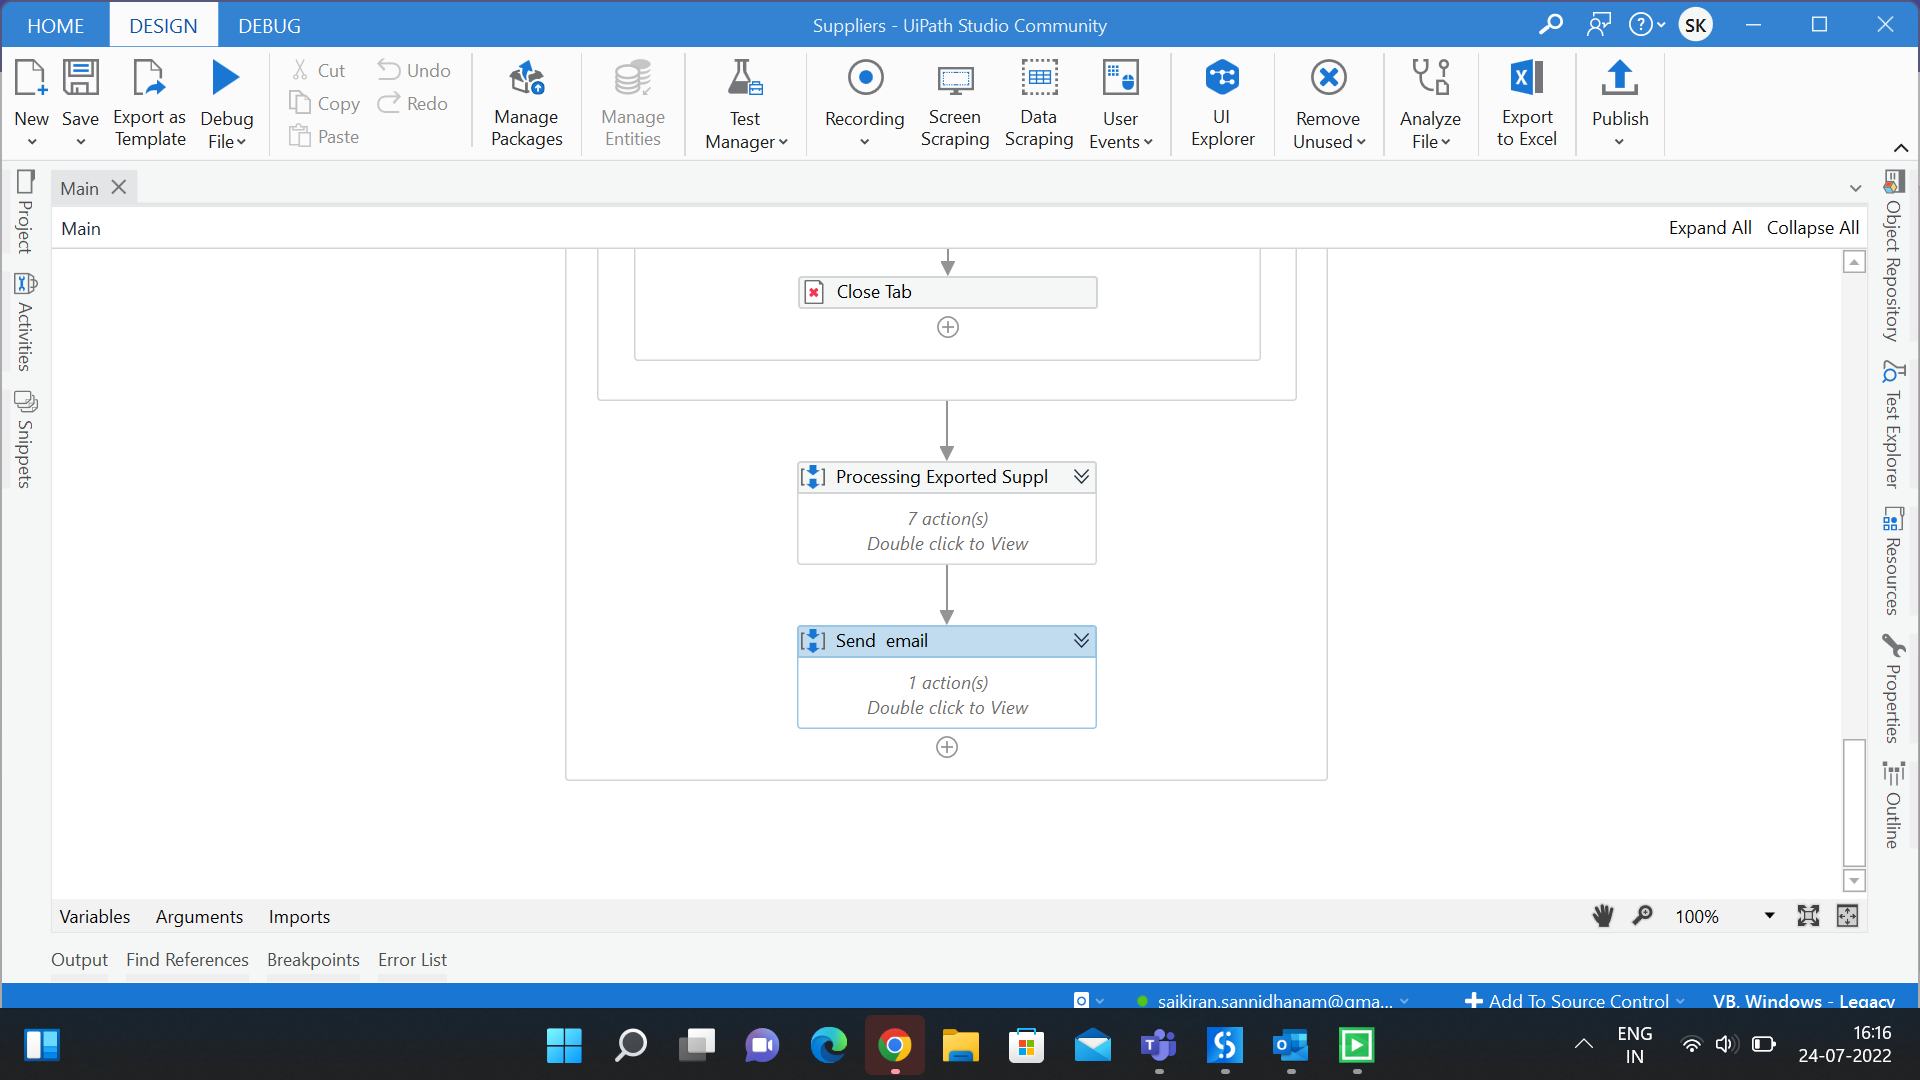 HOME DESIGN DEBUG Suppliers - UiPath Studio Community SK
New Save Export as Template Debug File
Cut Copy Paste Undo Redo
Manage Packages
Manage Entities
Test Manager
Recording
Screen Scraping
Data Scraping
User Events
UI Explorer
Remove Unused
Analyze File
Export to Excel
Publish
Main
Main Expand All Collapse All
Project
Activities
Snippets
Close Tab
Processing Exported Suppl
7 action(s)
Double click to View
Send  email
1 action(s)
Double click to View
Object Repository
Test Explorer
Resources
Properties
Outline
Variables Arguments Imports 100%
Output Find References Breakpoints Error List
saikiran.sannidhanam@gma... Add To Source Control VB, Windows - Legacy
ENG 16:16
IN 24-07-2022